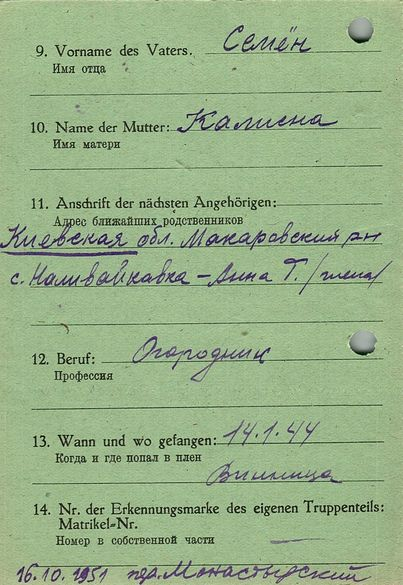 9. Vorname des Vaters. Семён
Имя отца
10. Name der Mutter: Калисна
Имя матери
11. Anschrift der nächsten Angehörigen:
Адрес ближайших родственников
Киевская обл. Макаровский рн
с. Наливайковка – Анна Т.
12. Beruf: Огородник
Профессия
13. Wann und wo gefangen: 14.1.44
Когда и где попал в плен
Винница
14. Nr. der Erkennungsmarke des eigenen Truppenteils:
Matrikel-Nr.
Номер в собственной части —
16.10.1951 пер. Монастырский